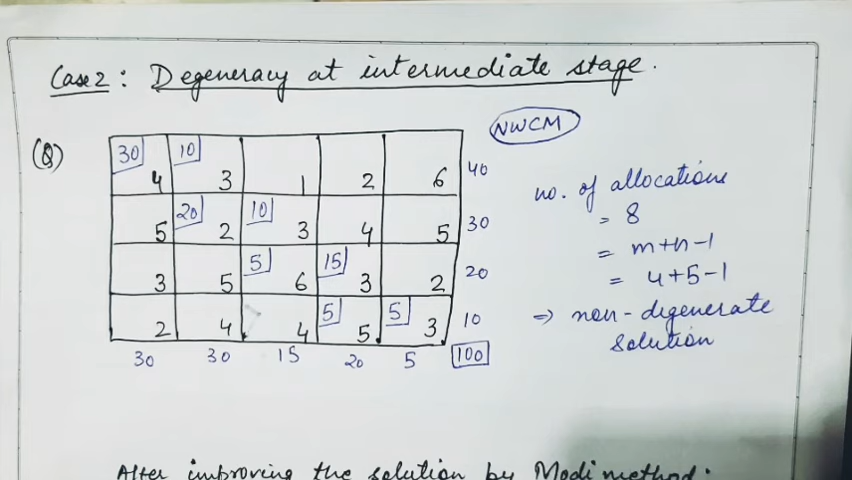 Case 2: Degeneracy at intermediate stage.
(Q)
NWCM
30 4 10 3 1 2 6 40
5 20 2 10 3 4 5 30
3 5 5 6 15 3 2 20
2 4 4 5 5 5 3 10
30 30 15 20 5 100
no. of allocations
= 8
= m+n-1
= 4+5-1
⇒ non-degenerate
solution
After improving the solution by Modi method: